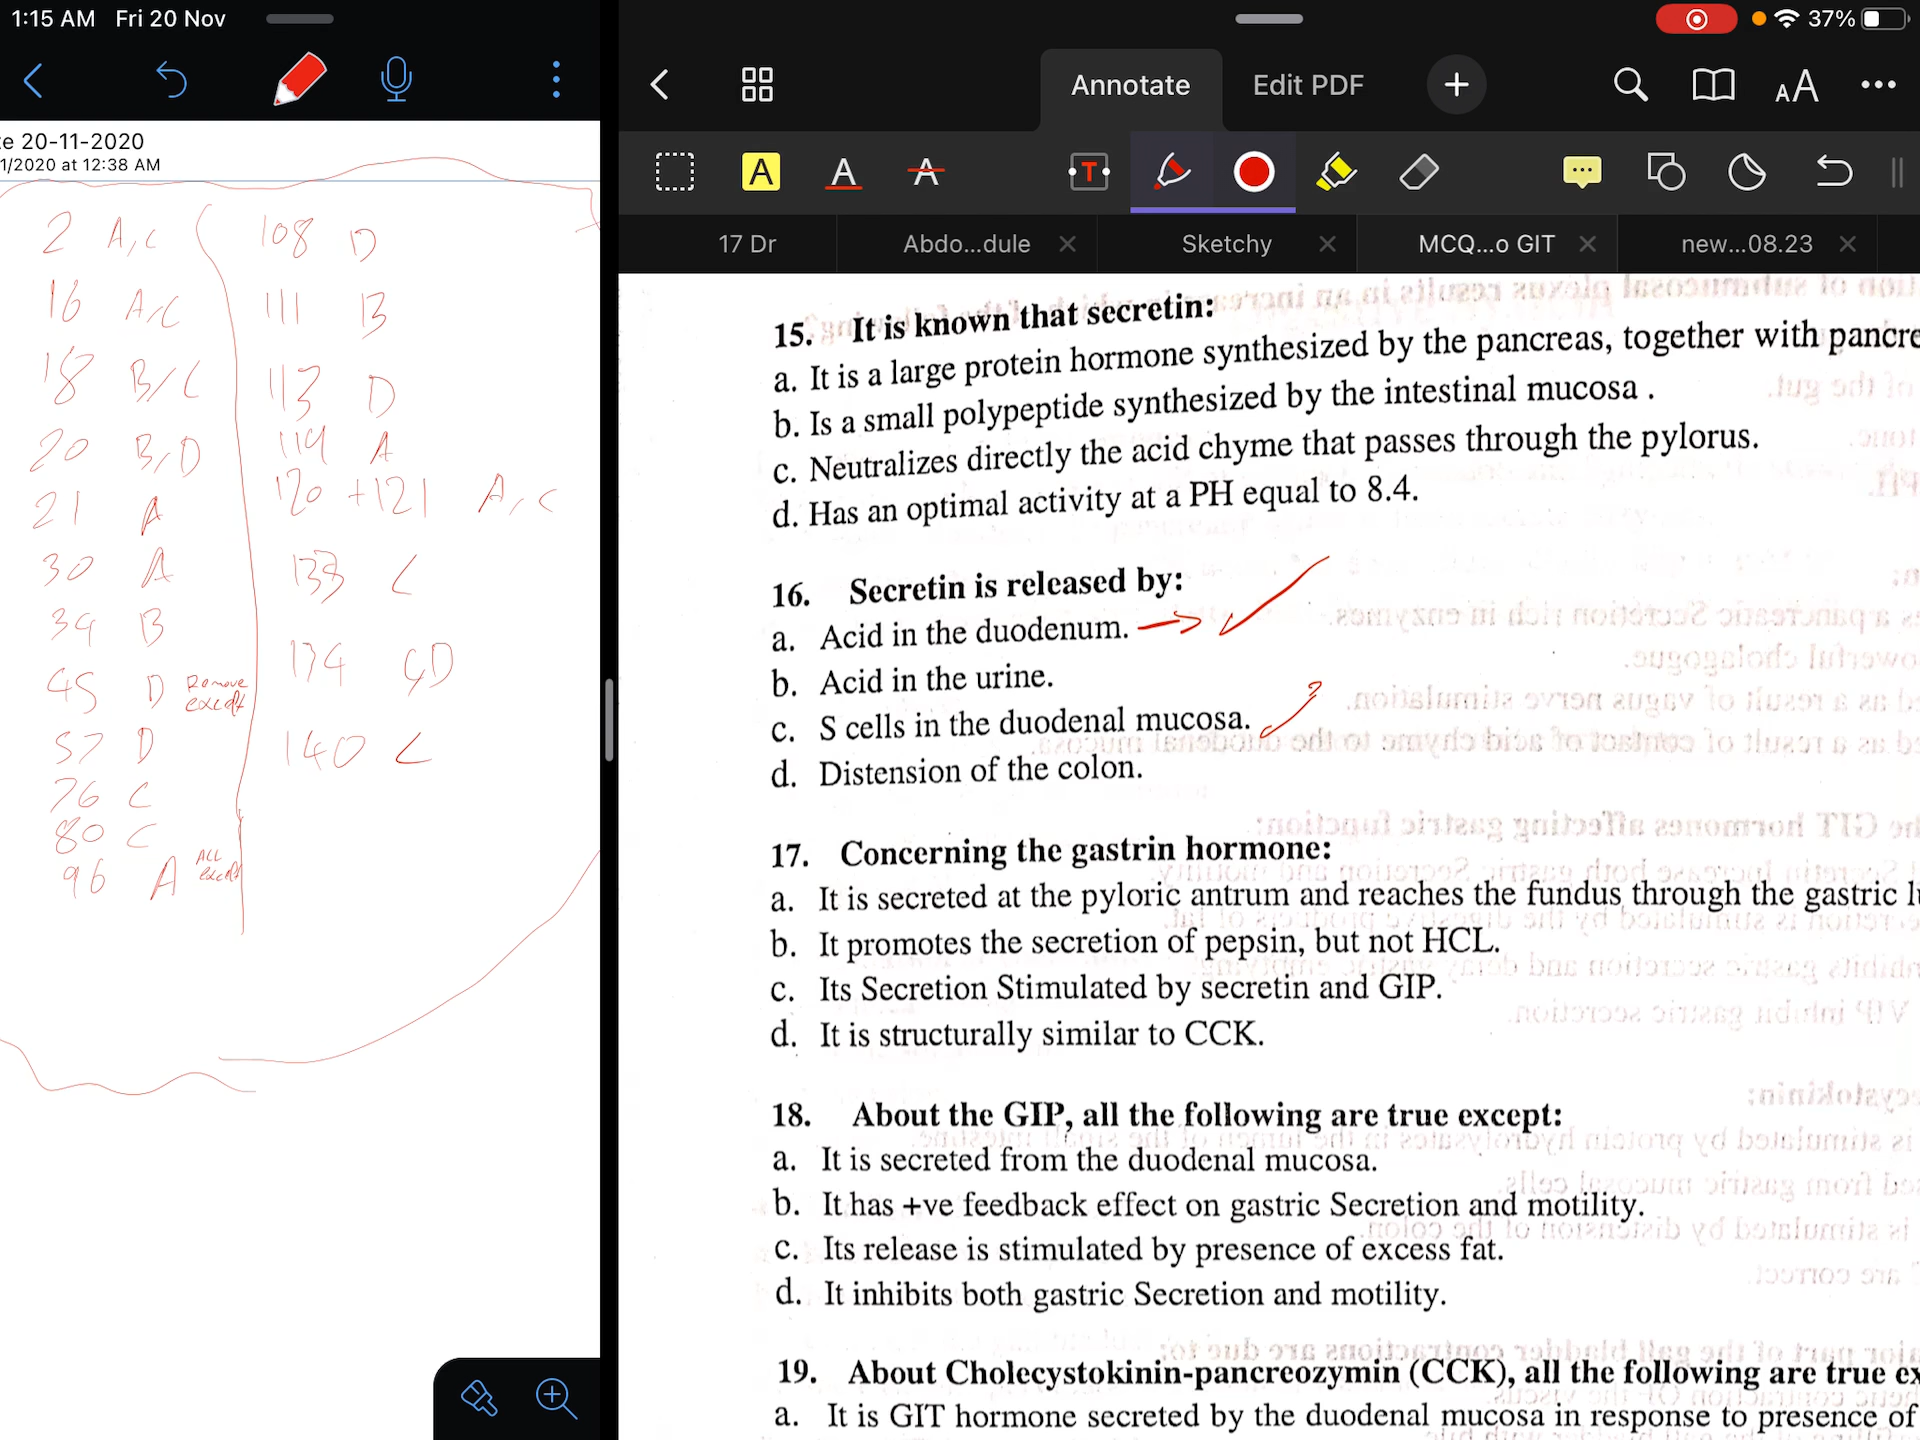 1:15 AM Fri 20 Nov
37%
Annotate
Edit PDF
17 Dr
Abdo...dule
Sketchy
MCQ...o GIT
new...08.23
e 20-11-2020
1/2020 at 12:38 AM
2 A,C
16 A/C
18 B/C
20 B/D
21 A
30 A
39 B
45 D Remove except
57 D
76 C
80 C
96 A ALL except
108 D
111 B
113 D
114 A
120 +121 A,C
C
140 C
15. It is known that secretin:
a. It is a large protein hormone synthesized by the pancreas, together with pancre
b. Is a small polypeptide synthesized by the intestinal mucosa .
c. Neutralizes directly the acid chyme that passes through the pylorus.
d. Has an optimal activity at a PH equal to 8.4.
16. Secretin is released by:
a. Acid in the duodenum.
b. Acid in the urine.
c. S cells in the duodenal mucosa.
d. Distension of the colon.
17. Concerning the gastrin hormone:
a. It is secreted at the pyloric antrum and reaches the fundus through the gastric lu
b. It promotes the secretion of pepsin, but not HCL.
c. Its Secretion Stimulated by secretin and GIP.
d. It is structurally similar to CCK.
18. About the GIP, all the following are true except:
a. It is secreted from the duodenal mucosa.
b. It has +ve feedback effect on gastric Secretion and motility.
c. Its release is stimulated by presence of excess fat.
d. It inhibits both gastric Secretion and motility.
19. About Cholecystokinin-pancreozymin (CCK), all the following are true ex
a. It is GIT hormone secreted by the duodenal mucosa in response to presence of